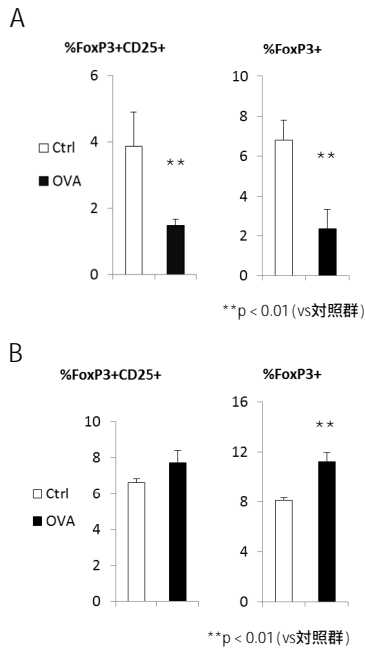 A
%FoxP3+CD25+ %FoxP3+
6
4
2
0
10
8
6
4
2
0
Ctrl
OVA
**
**
**p < 0.01 (vs対照群)
B
%FoxP3+CD25+ %FoxP3+
10
8
6
4
2
0
16
12
8
4
0
Ctrl
OVA
**
**p < 0.01 (vs対照群)